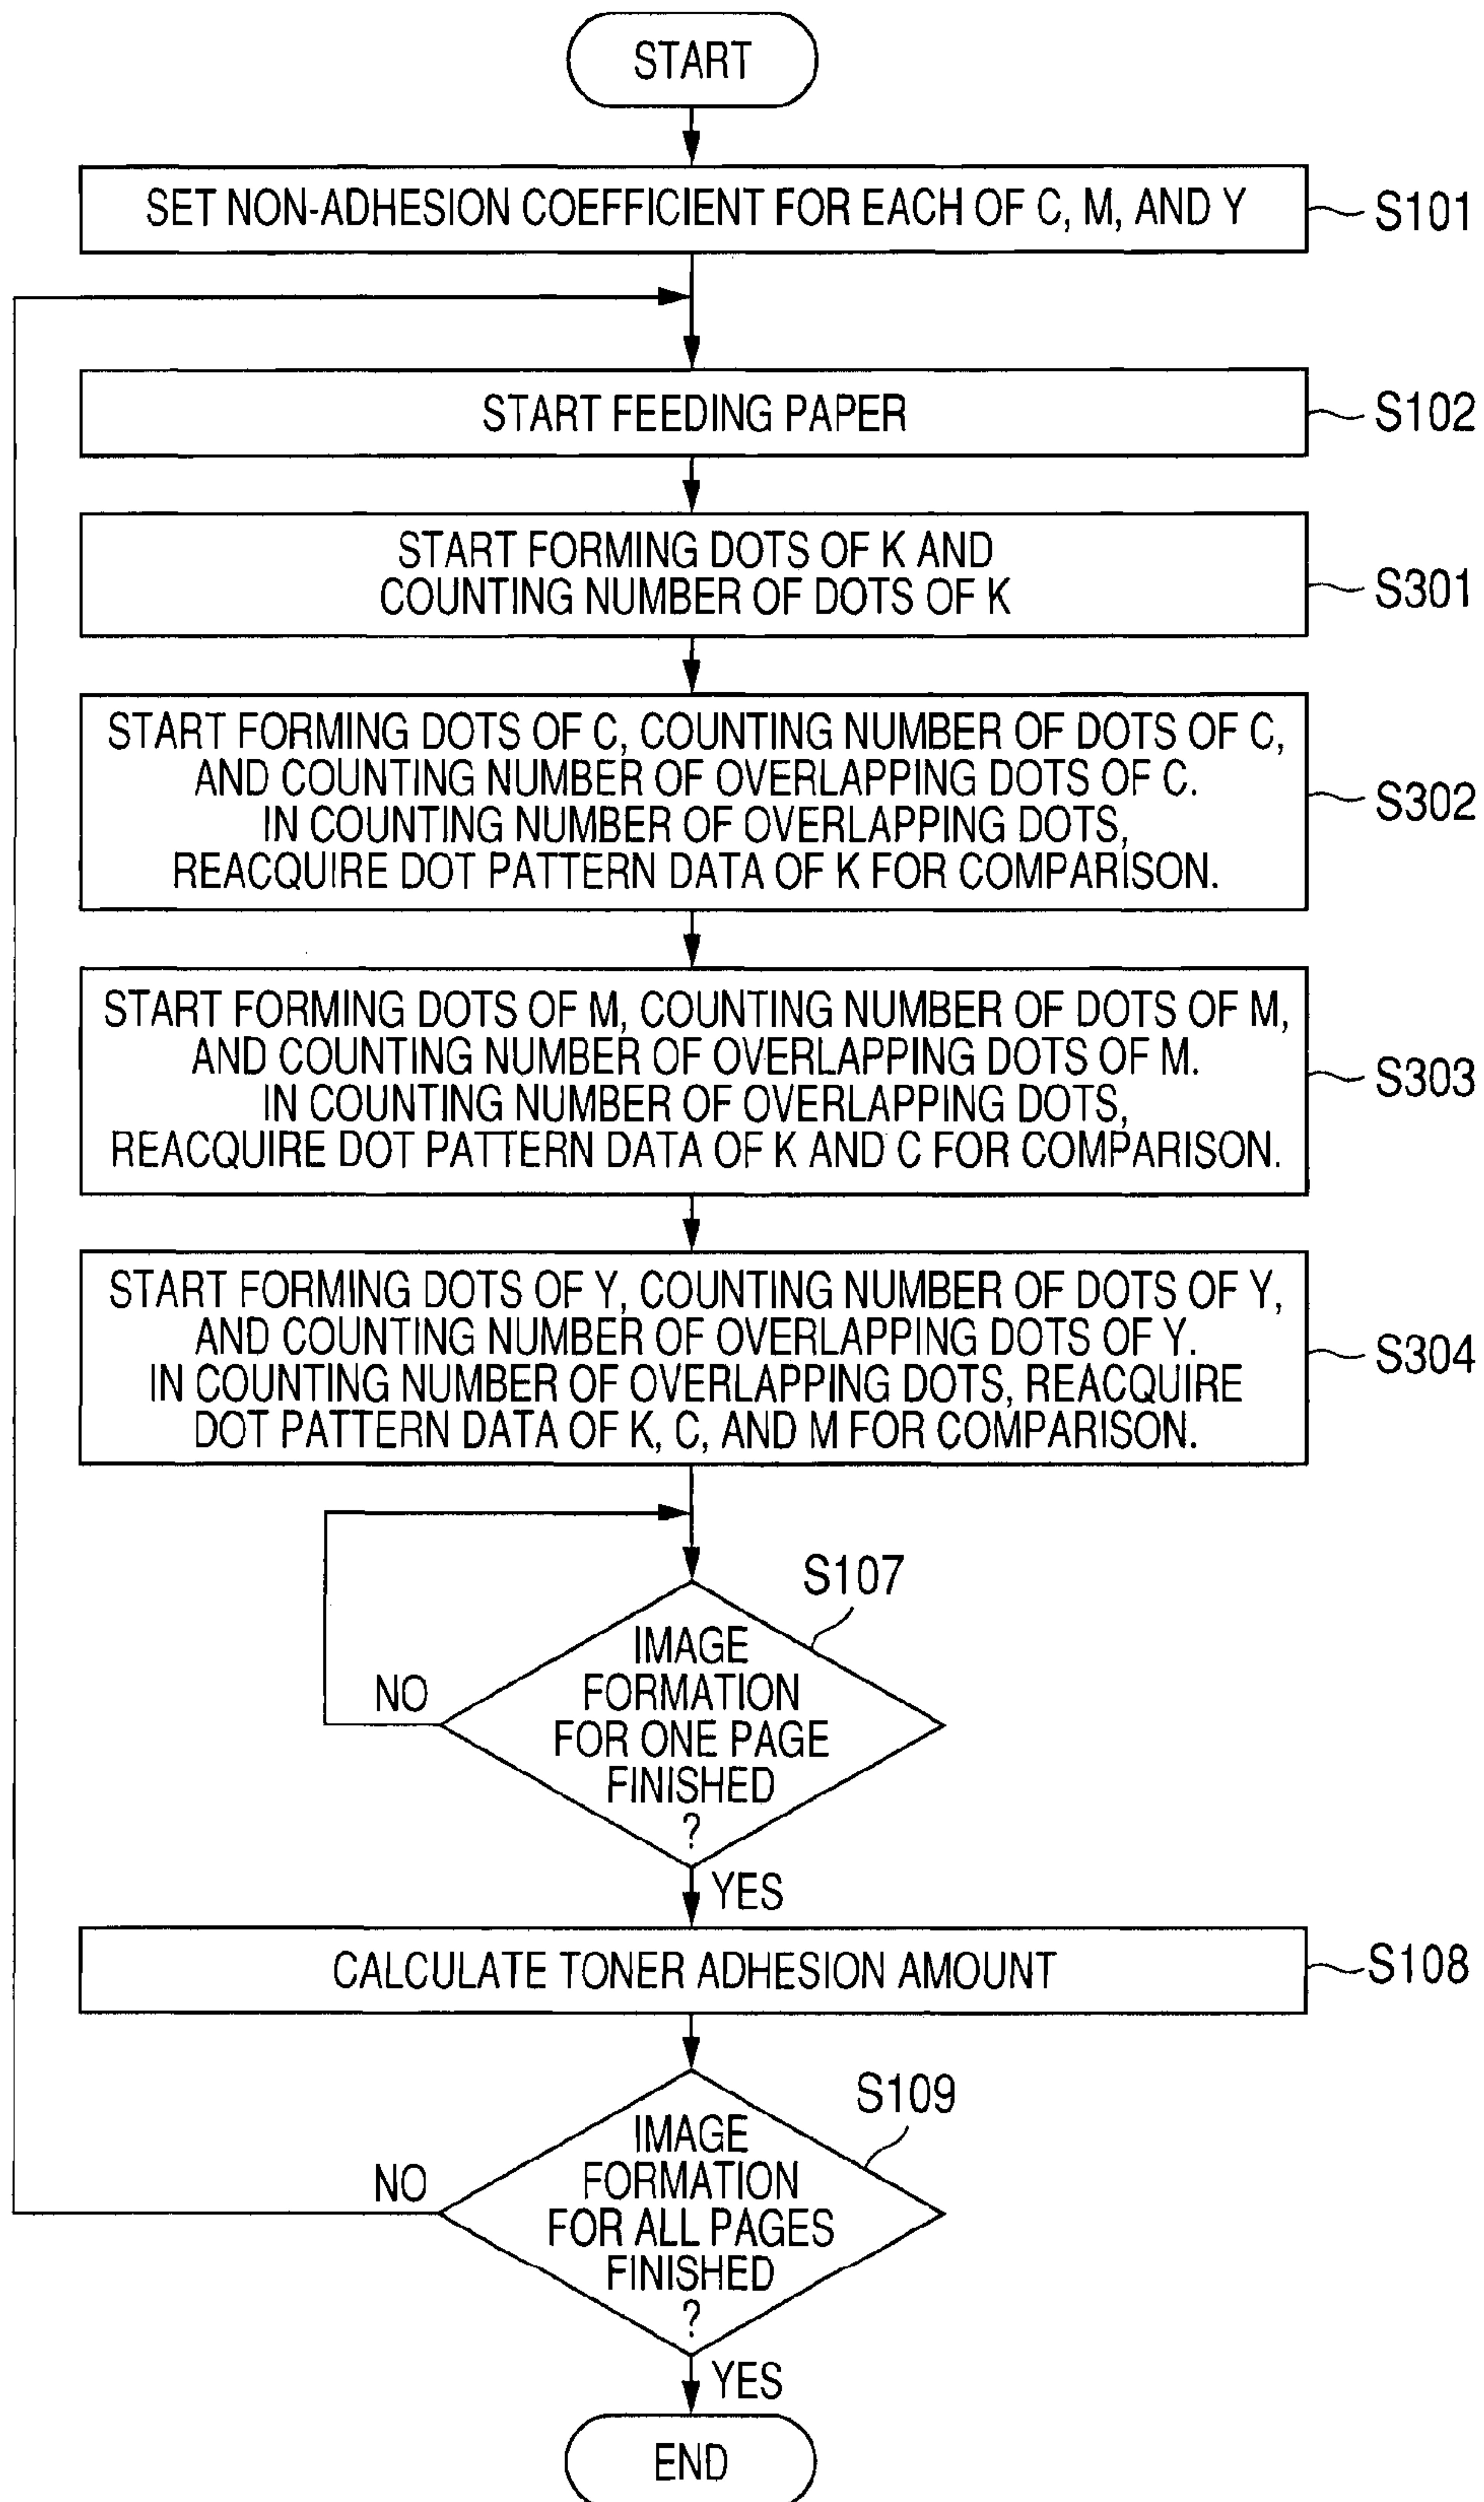 START
SET NON-ADHESION COEFFICIENT FOR EACH OF C, M, AND Y
S101
START FEEDING PAPER
S102
START FORMING DOTS OF K AND
COUNTING NUMBER OF DOTS OF K
S301
START FORMING DOTS OF C, COUNTING NUMBER OF DOTS OF C,
AND COUNTING NUMBER OF OVERLAPPING DOTS OF C.
IN COUNTING NUMBER OF OVERLAPPING DOTS,
REACQUIRE DOT PATTERN DATA OF K FOR COMPARISON.
S302
START FORMING DOTS OF M, COUNTING NUMBER OF DOTS OF M,
AND COUNTING NUMBER OF OVERLAPPING DOTS OF M.
IN COUNTING NUMBER OF OVERLAPPING DOTS,
REACQUIRE DOT PATTERN DATA OF K AND C FOR COMPARISON.
S303
START FORMING DOTS OF Y, COUNTING NUMBER OF DOTS OF Y,
AND COUNTING NUMBER OF OVERLAPPING DOTS OF Y.
IN COUNTING NUMBER OF OVERLAPPING DOTS, REACQUIRE
DOT PATTERN DATA OF K, C, AND M FOR COMPARISON.
S304
S107
IMAGE
FORMATION
FOR ONE PAGE
FINISHED
?
NO
YES
CALCULATE TONER ADHESION AMOUNT
S108
S109
IMAGE
FORMATION
FOR ALL PAGES
FINISHED
?
NO
YES
END